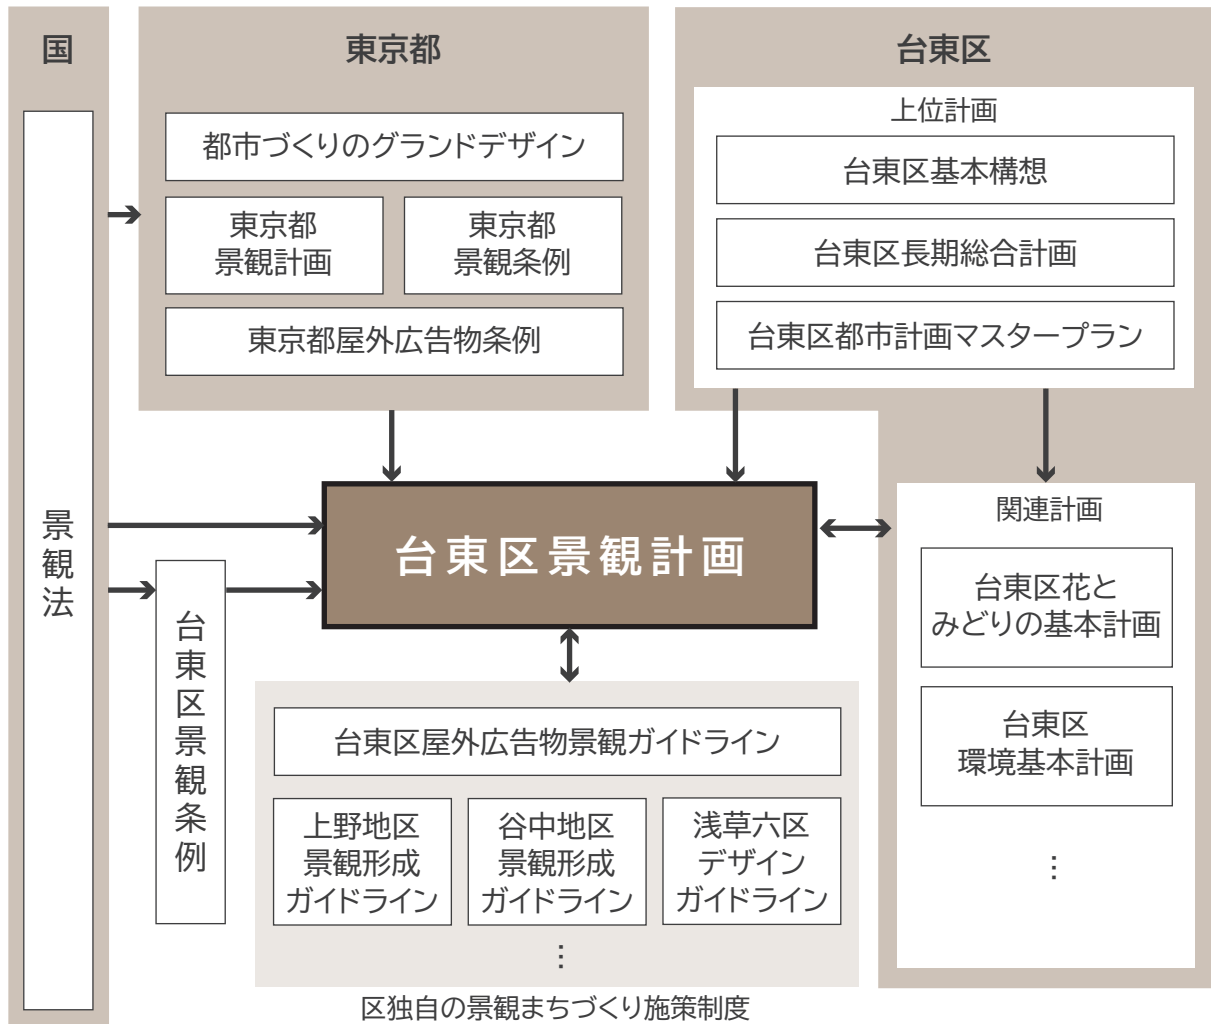 国
景観法
東京都
都市づくりのグランドデザイン
東京都
景観計画
東京都
景観条例
東京都屋外広告物条例
台東区
上位計画
台東区基本構想
台東区長期総合計画
台東区都市計画マスタープラン
台東区景観計画
関連計画
台東区花と
みどりの基本計画
台東区
環境基本計画
…
台東区景観条例
台東区屋外広告物景観ガイドライン
上野地区
景観形成
ガイドライン
谷中地区
景観形成
ガイドライン
浅草六区
デザイン
ガイドライン
…
区独自の景観まちづくり施策制度